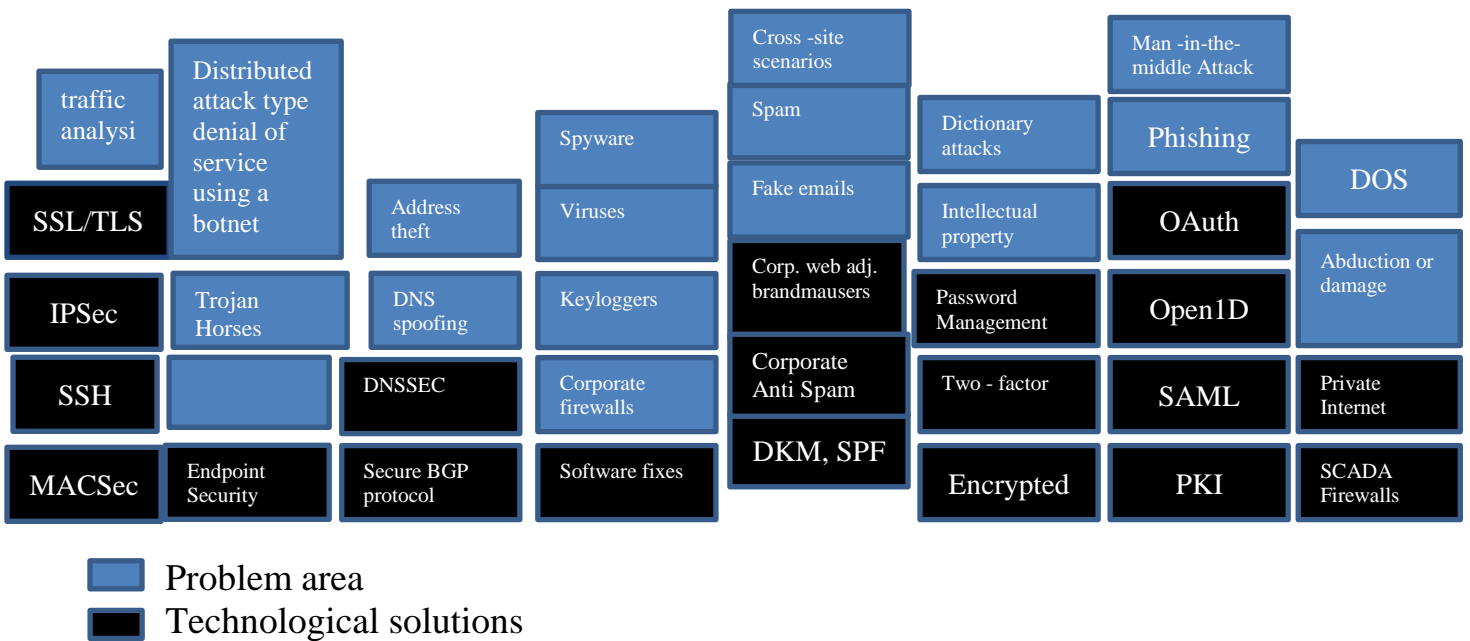 traffic
analysi
SSL/TLS
IPSec
SSH
MACSec
Distributed
attack type
denial of
service
using a
botnet
Trojan
Horses
Endpoint
Security
Address
theft
DNS
spoofing
DNSSEC
Secure BGP
protocol
Spyware
Viruses
Keyloggers
Corporate
firewalls
Software fixes
Cross -site
scenarios
Spam
Fake emails
Corp. web adj.
brandmausers
Corporate
Anti Spam
DKM, SPF
Dictionary
attacks
Intellectual
property
Password
Management
Two - factor
Encrypted
Man -in-the-
middle Attack
Phishing
OAuth
Open1D
SAML
PKI
DOS
Abduction or
damage
Private
Internet
SCADA
Firewalls
Problem area
Technological solutions